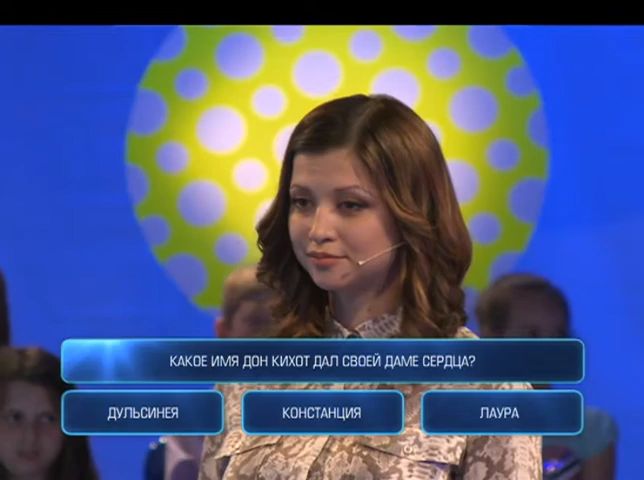 КАКОЕ ИМЯ ДОН КИХОТ ДАЛ СВОЕЙ ДАМЕ СЕРДЦА?
ДУЛЬСИНЕЯ
КОНСТАНЦИЯ
ЛАУРА